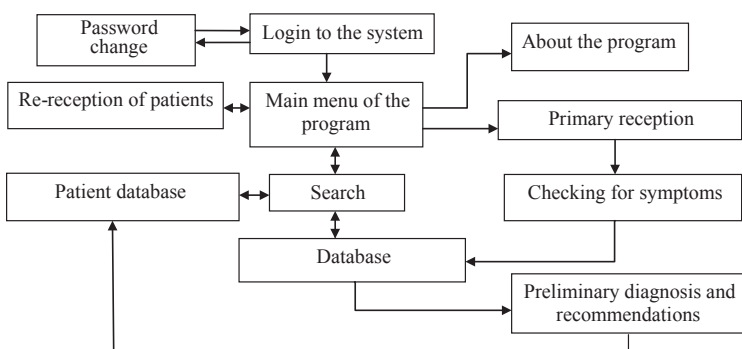 Password
change
Login to the system
About the program
Re-reception of patients
Main menu of the
program
Primary reception
Patient database
Search
Checking for symptoms
Database
Preliminary diagnosis and
recommendations